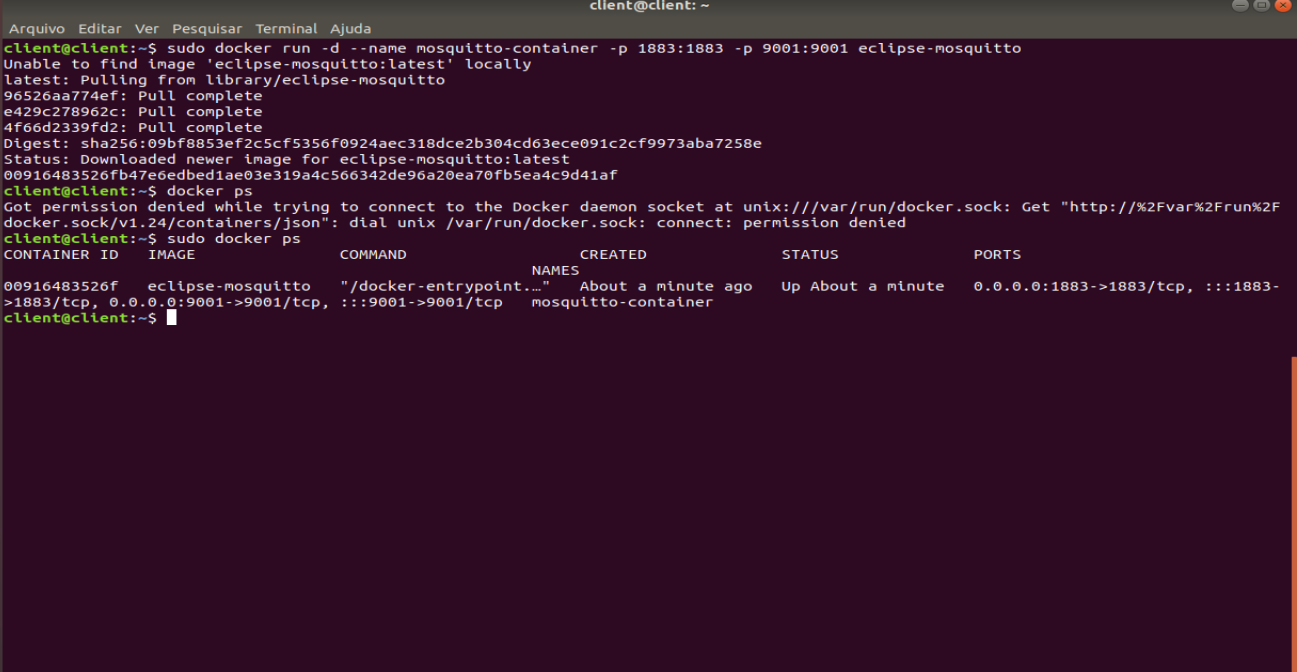 client@client: ~
Arquivo Editar Ver Pesquisar Terminal Ajuda
client@client:~$ sudo docker run -d --name mosquitto-container -p 1883:1883 -p 9001:9001 eclipse-mosquitto
Unable to find image 'eclipse-mosquitto:latest' locally
latest: Pulling from library/eclipse-mosquitto
96526aa774ef: Pull complete
e429c278962c: Pull complete
4f66d2339fd2: Pull complete
Digest: sha256:09bf8853ef2c5cf5356f0924aec318dce2b304cd63ece091c2cf9973aba7258e
Status: Downloaded newer image for eclipse-mosquitto:latest
00916483526fb47e6edbed1ae03e319a4c566342de96a20ea70fb5ea4c9d41af
client@client:~$ docker ps
Got permission denied while trying to connect to the Docker daemon socket at unix:///var/run/docker.sock: Get "http://%2Fvar%2Frun%2F
docker.sock/v1.24/containers/json": dial unix /var/run/docker.sock: connect: permission denied
client@client:~$ sudo docker ps
CONTAINER ID   IMAGE               COMMAND                  CREATED              STATUS              PORTS
NAMES
00916483526f   eclipse-mosquitto   "/docker-entrypoint.…"   About a minute ago   Up About a minute   0.0.0.0:1883->1883/tcp, :::1883-
>1883/tcp, 0.0.0.0:9001->9001/tcp, :::9001->9001/tcp   mosquitto-container
client@client:~$